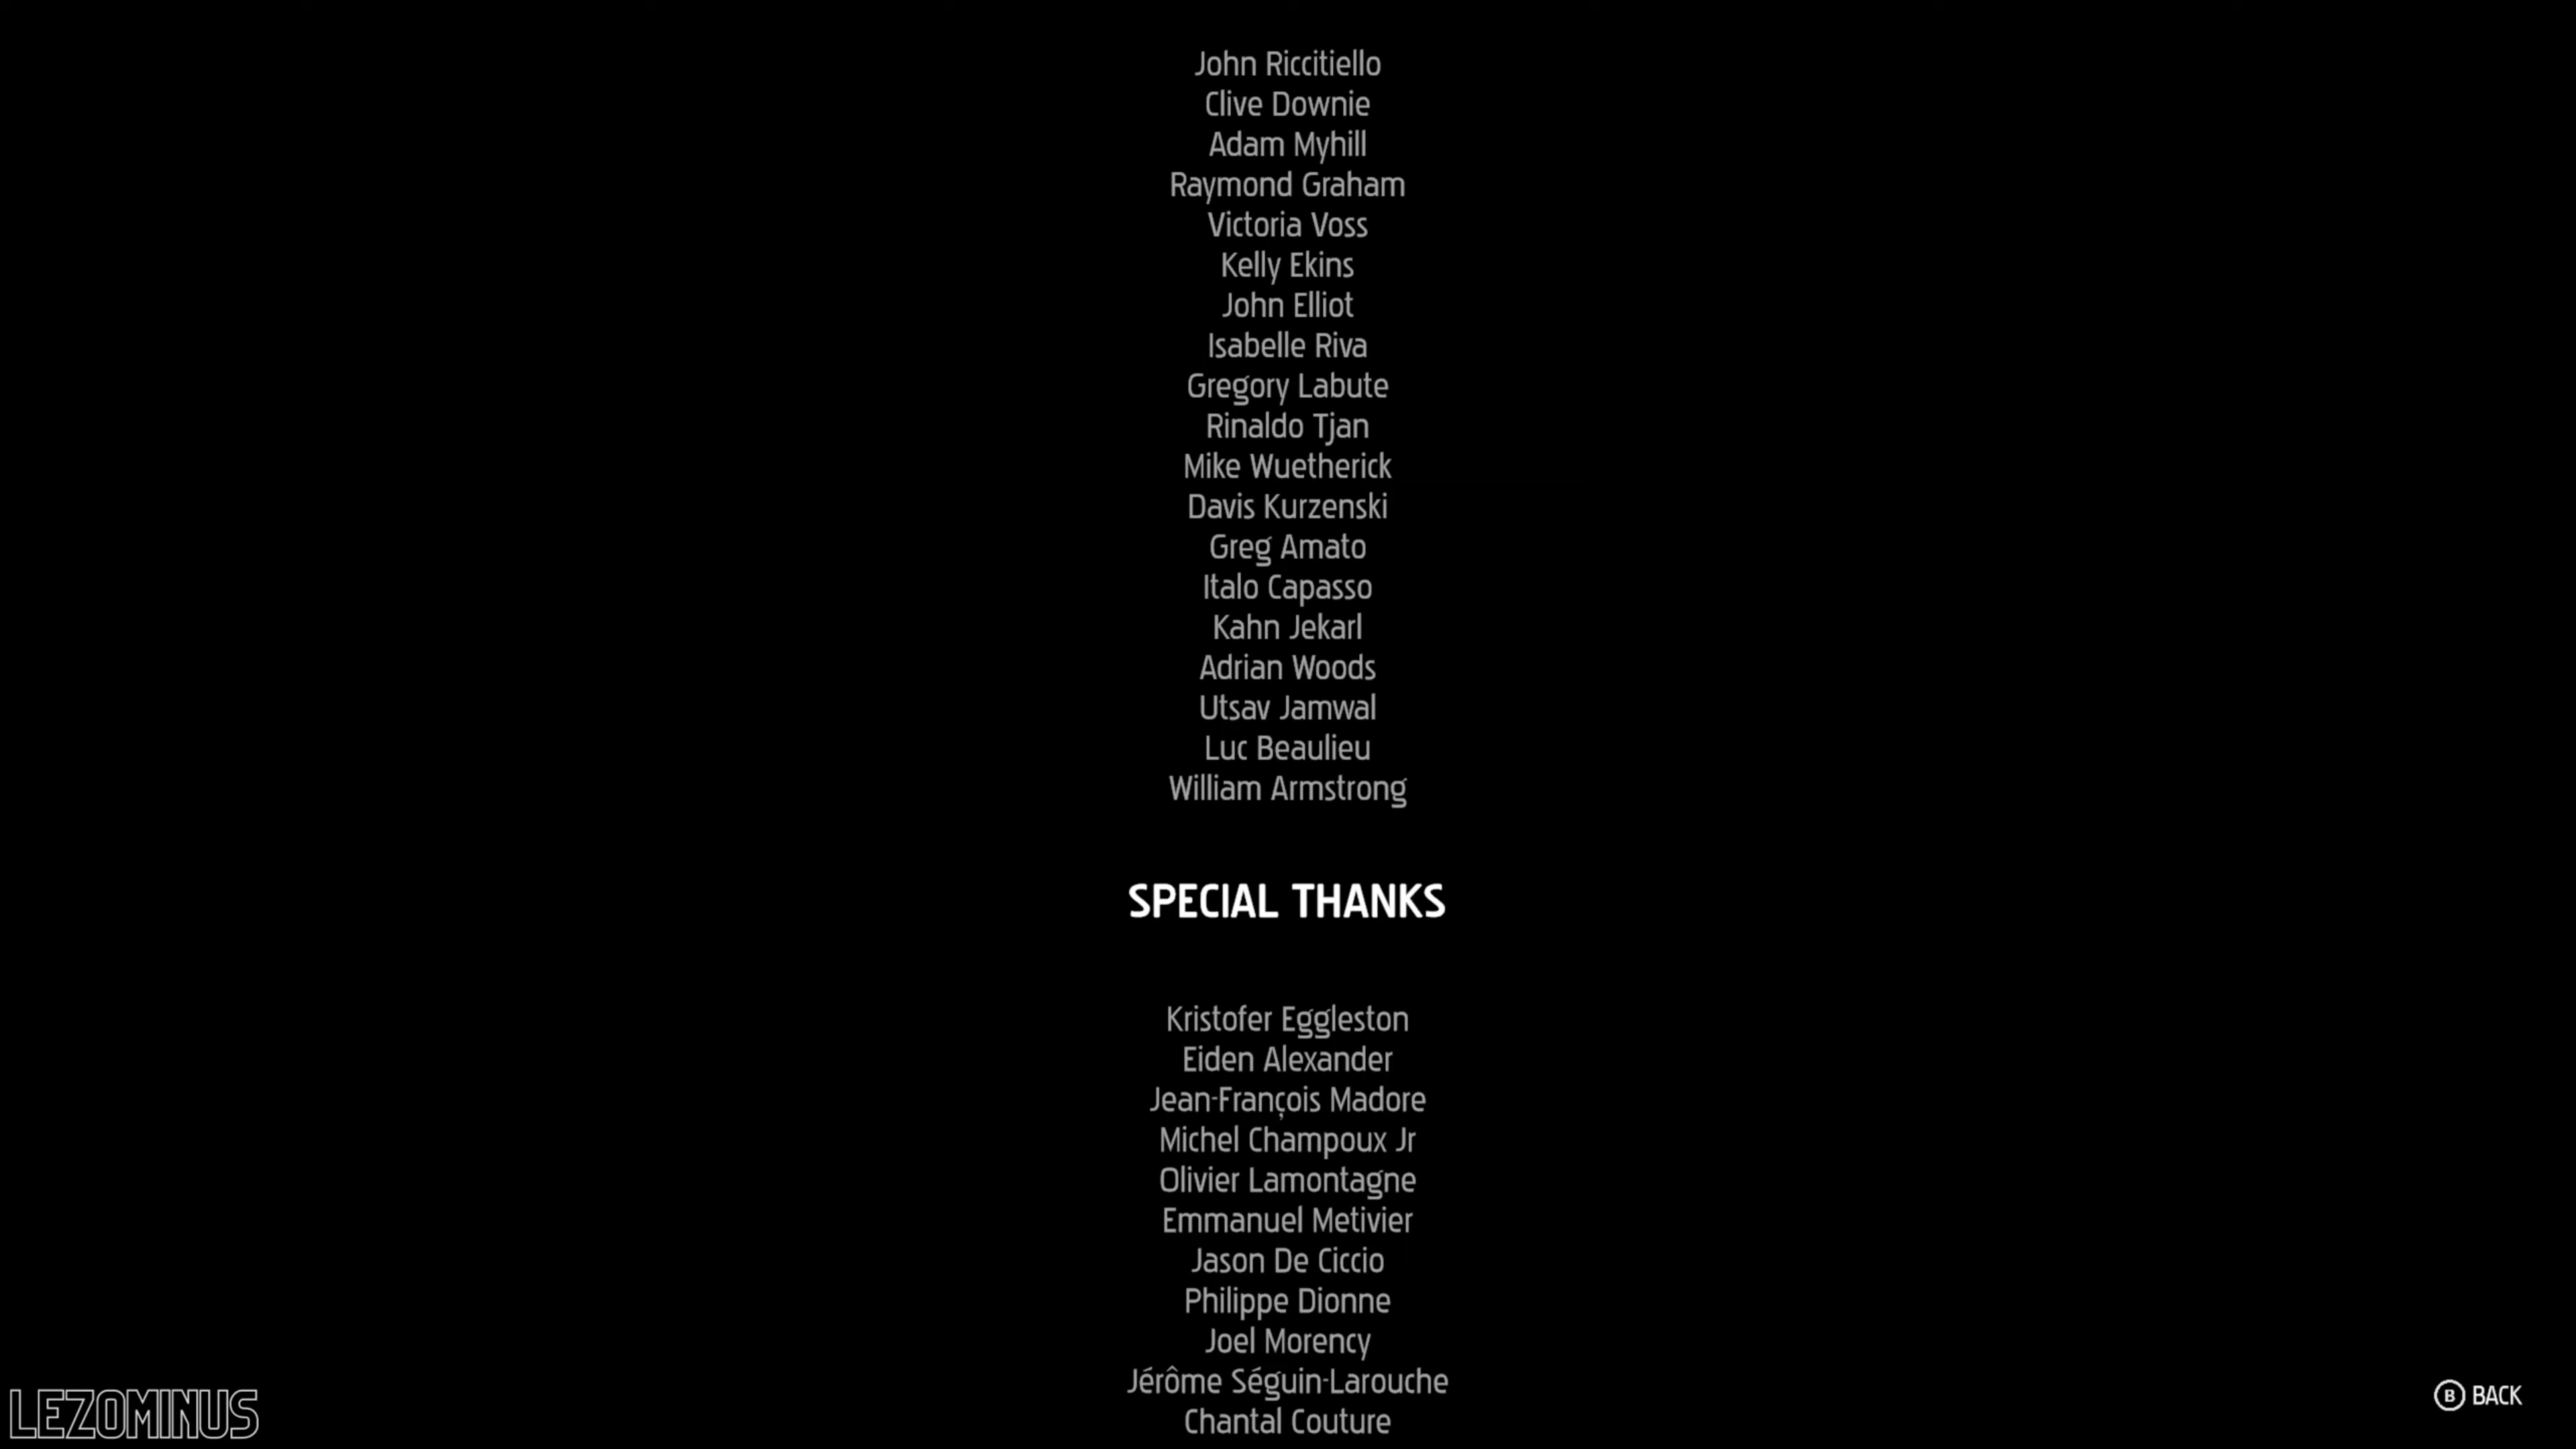 John Riccitiello
Clive Downie
Adam Myhill
Raymond Graham
Victoria Voss
Kelly Ekins
John Elliot
Isabelle Riva
Gregory Labute
Rinaldo Tjan
Mike Wuetherick
Davis Kurzenski
Greg Amato
Italo Capasso
Kahn Jekarl
Adrian Woods
Utsav Jamwal
Luc Beaulieu
William Armstrong
SPECIAL THANKS
Kristofer Eggleston
Eiden Alexander
Jean-François Madore
Michel Champoux Jr
Olivier Lamontagne
Emmanuel Metivier
Jason De Ciccio
Philippe Dionne
Joel Morency
Jérôme Séguin-Larouche
Chantal Couture
LEZOMINUS
B BACK